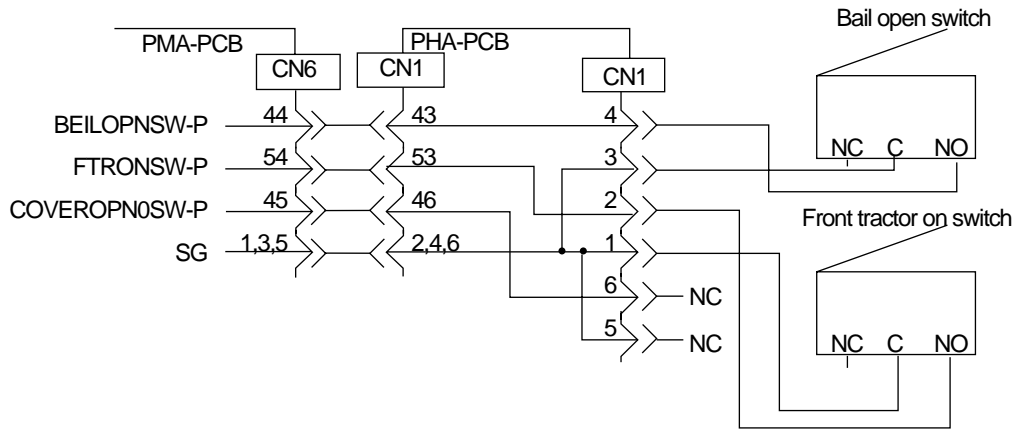 Bail open switch
PMA-PCB
PHA-PCB
CN6
CN1
CN1
BEILOPNSW-P 44 43 4
NC C NO
FTRONSW-P 54 53 3
COVEROPN0SW-P 45 46 2
Front tractor on switch
SG 1,3,5 2,4,6 1
6 NC
5 NC
NC C NO